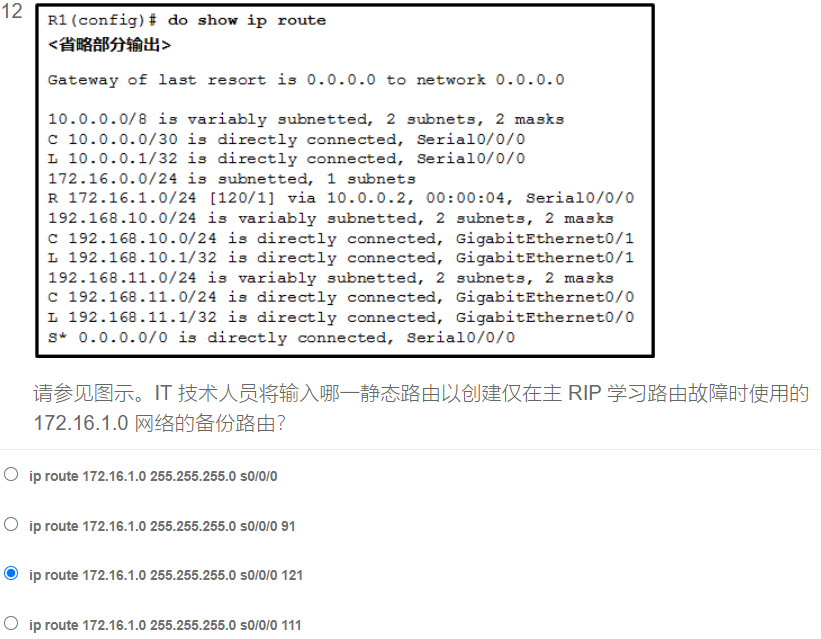 12
R1(config)# do show ip route
<省略部分输出>
Gateway of last resort is 0.0.0.0 to network 0.0.0.0
10.0.0.0/8 is variably subnetted, 2 subnets, 2 masks
C 10.0.0.0/30 is directly connected, Serial0/0/0
L 10.0.0.1/32 is directly connected, Serial0/0/0
172.16.0.0/24 is subnetted, 1 subnets
R 172.16.1.0/24 [120/1] via 10.0.0.2, 00:00:04, Serial0/0/0
192.168.10.0/24 is variably subnetted, 2 subnets, 2 masks
C 192.168.10.0/24 is directly connected, GigabitEthernet0/1
L 192.168.10.1/32 is directly connected, GigabitEthernet0/1
192.168.11.0/24 is variably subnetted, 2 subnets, 2 masks
C 192.168.11.0/24 is directly connected, GigabitEthernet0/0
L 192.168.11.1/32 is directly connected, GigabitEthernet0/0
S* 0.0.0.0/0 is directly connected, Serial0/0/0
请参见图示。IT 技术人员将输入哪一静态路由以创建仅在主 RIP 学习路由故障时使用的
172.16.1.0 网络的备份路由?
ip route 172.16.1.0 255.255.255.0 s0/0/0
ip route 172.16.1.0 255.255.255.0 s0/0/0 91
ip route 172.16.1.0 255.255.255.0 s0/0/0 121
ip route 172.16.1.0 255.255.255.0 s0/0/0 111